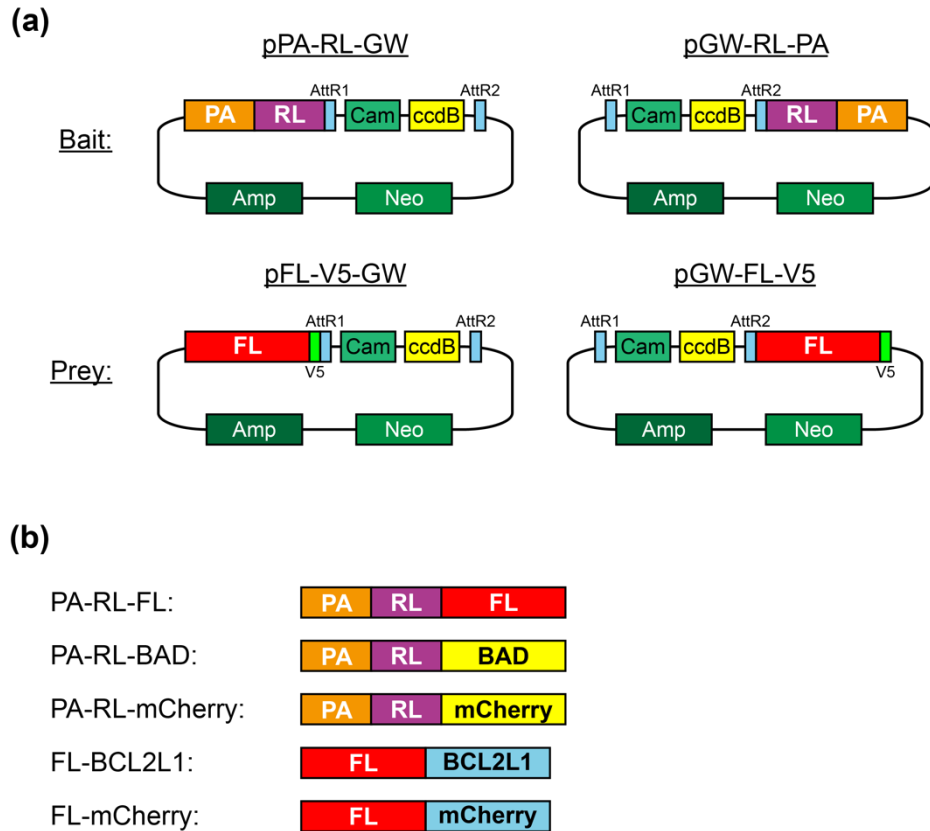 (a)
pPA-RL-GW pGW-RL-PA
AttR1 AttR2 AttR1 AttR2
Bait: PA RL Cam ccdB Cam ccdB RL PA
Amp Neo Amp Neo
pFL-V5-GW pGW-FL-V5
AttR1 AttR2 AttR1 AttR2
Prey: FL Cam ccdB Cam ccdB FL
V5 V5
Amp Neo Amp Neo
(b)
PA-RL-FL: PA RL FL
PA-RL-BAD: PA RL BAD
PA-RL-mCherry: PA RL mCherry
FL-BCL2L1: FL BCL2L1
FL-mCherry: FL mCherry